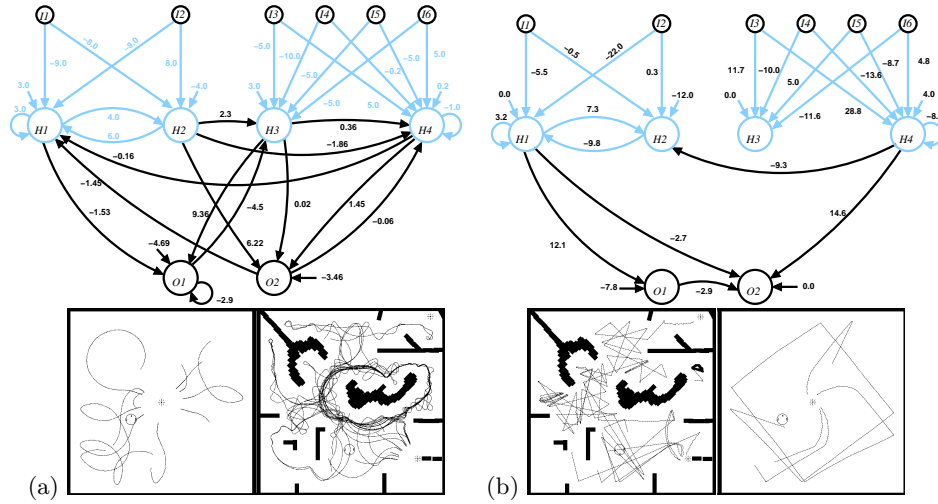 I1 I2 I3 I4 I5 I6 I1 I2 I3 I4 I5 I6
−8.0 −9.0 −5.0 −5.0 5.0 −0.5 −22.0 −8.7 4.8
−9.0 8.0 −10.0 −5.0 −0.2 −5.5 0.3 11.7 −10.0 5.0 −13.6
3.0 −4.0 3.0 −5.0 5.0 0.2 0.0 −12.0 0.0 −11.6 28.8 4.0
3.0 4.0 2.3 0.36 −1.0 3.2 7.3 −8.
H1 H2 H3 H4 H1 H2 H3 H4
6.0 −1.86 −9.8
−0.16 −9.3
−1.45 9.36 −4.5 0.02 1.45 −0.06
−1.53 6.22 12.1 −2.7 14.6
−4.69 −3.46 −7.8 0.0
O1 O2 O1 O2
−2.9 −2.9
(a) (b)